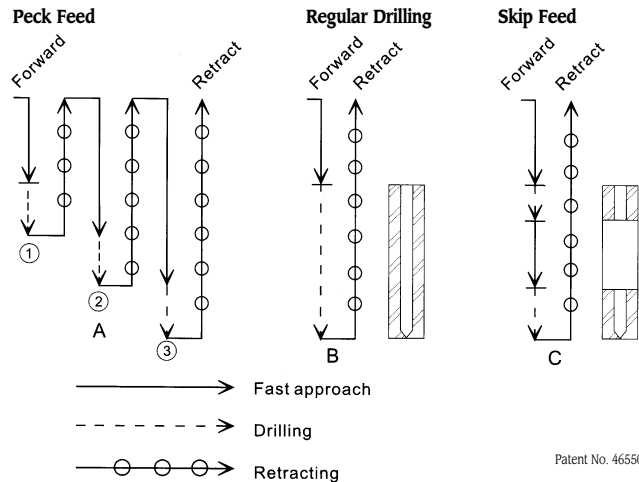 Peck Feed
Regular Drilling
Skip Feed
Forward
Retract
Forward
Retract
Forward
Retract
1
2
3
A
B
C
Fast approach
Drilling
Retracting
Patent No. 46550